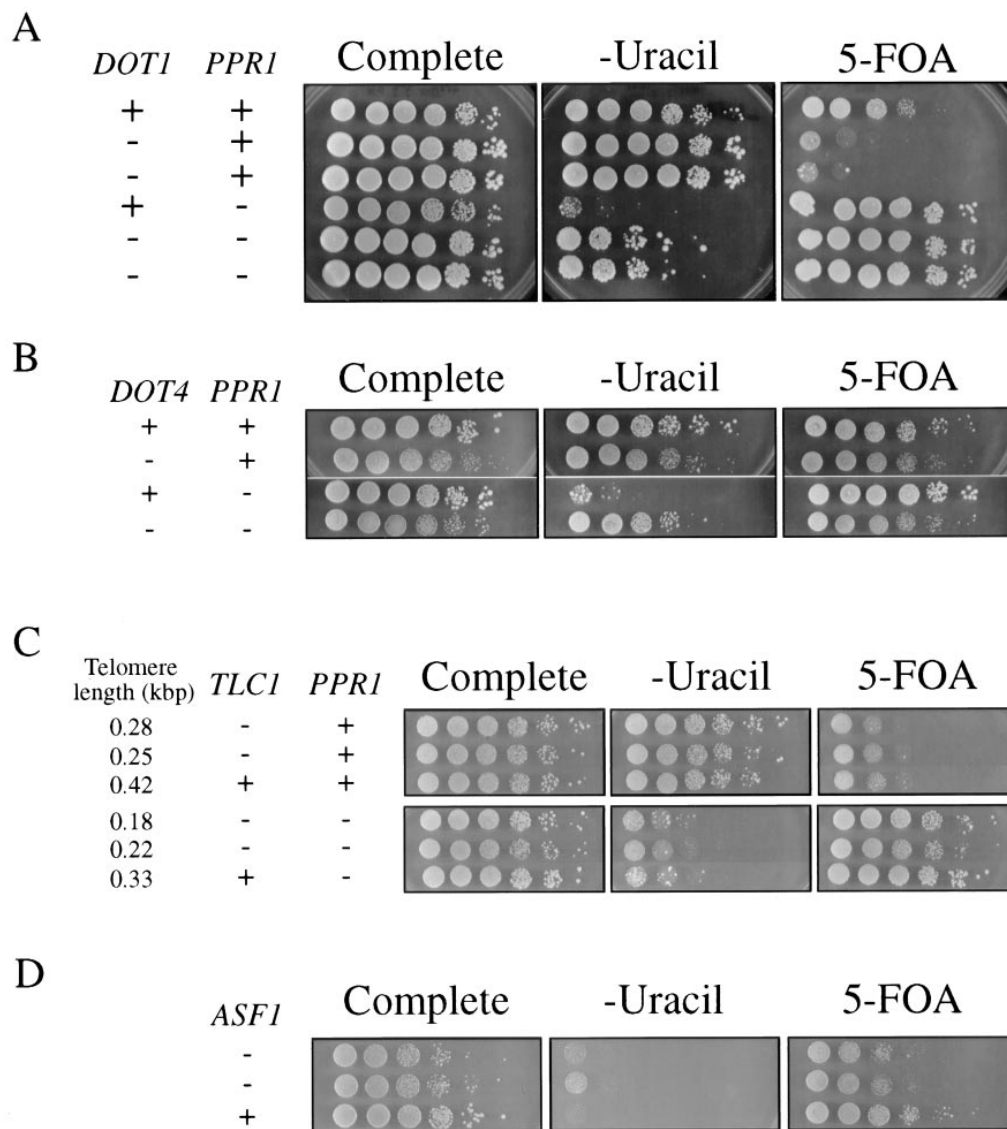 A
DOT1 PPR1 Complete -Uracil 5-FOA
+ +
- +
- +
+ -
- -
- -
B
DOT4 PPR1 Complete -Uracil 5-FOA
+ +
- +
+ -
- -
C
Telomere
length (kbp) TLC1 PPR1 Complete -Uracil 5-FOA
0.28 - +
0.25 - +
0.42 + +
0.18 - -
0.22 - -
0.33 + -
D
ASF1 Complete -Uracil 5-FOA
-
-
+